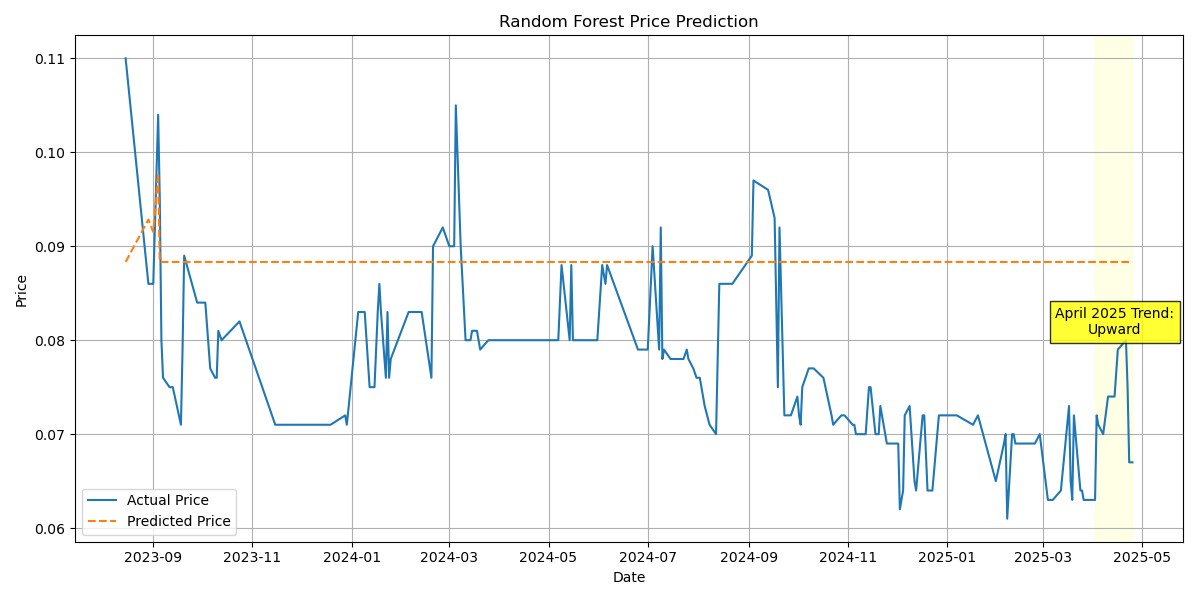 Random Forest Price Prediction
Price
0.11
0.10
0.09
0.08
0.07
0.06
April 2025 Trend:
Upward
Actual Price
Predicted Price
2023-09
2023-11
2024-01
2024-03
2024-05
2024-07
2024-09
2024-11
2025-01
2025-03
2025-05
Date